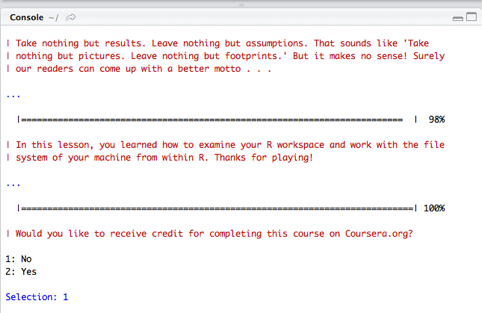 Console ~/
| Take nothing but results. Leave nothing but assumptions. That sounds like 'Take
| nothing but pictures. Leave nothing but footprints.' But it makes no sense! Surely
| our readers can come up with a better motto . . .
...
|========================================================================== | 98%
| In this lesson, you learned how to examine your R workspace and work with the file
| system of your machine from within R. Thanks for playing!
...
|============================================================================| 100%
| Would you like to receive credit for completing this course on Coursera.org?
1: No
2: Yes
Selection: 1